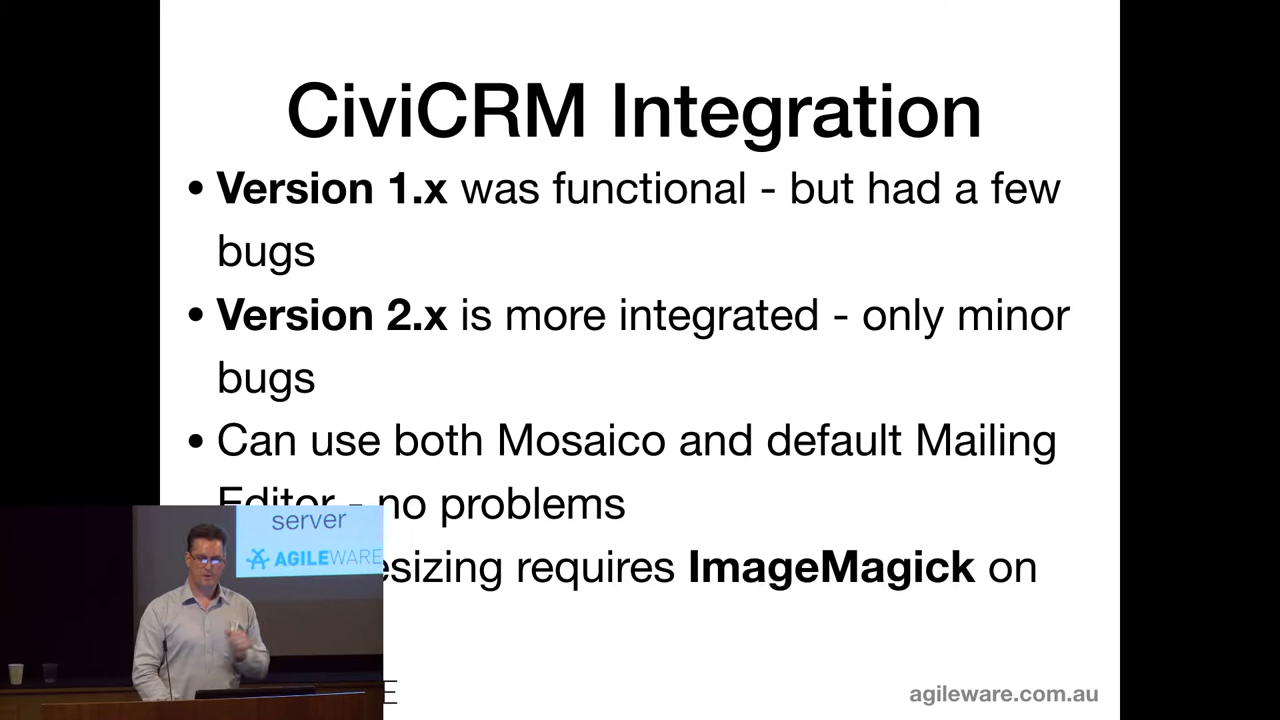 CiviCRM Integration
• Version 1.x was functional - but had a few
bugs
• Version 2.x is more integrated - only minor
bugs
• Can use both Mosaico and default Mailing
Editor - no problems
esizing requires ImageMagick on
server
AGILEWARE
E
agileware.com.au